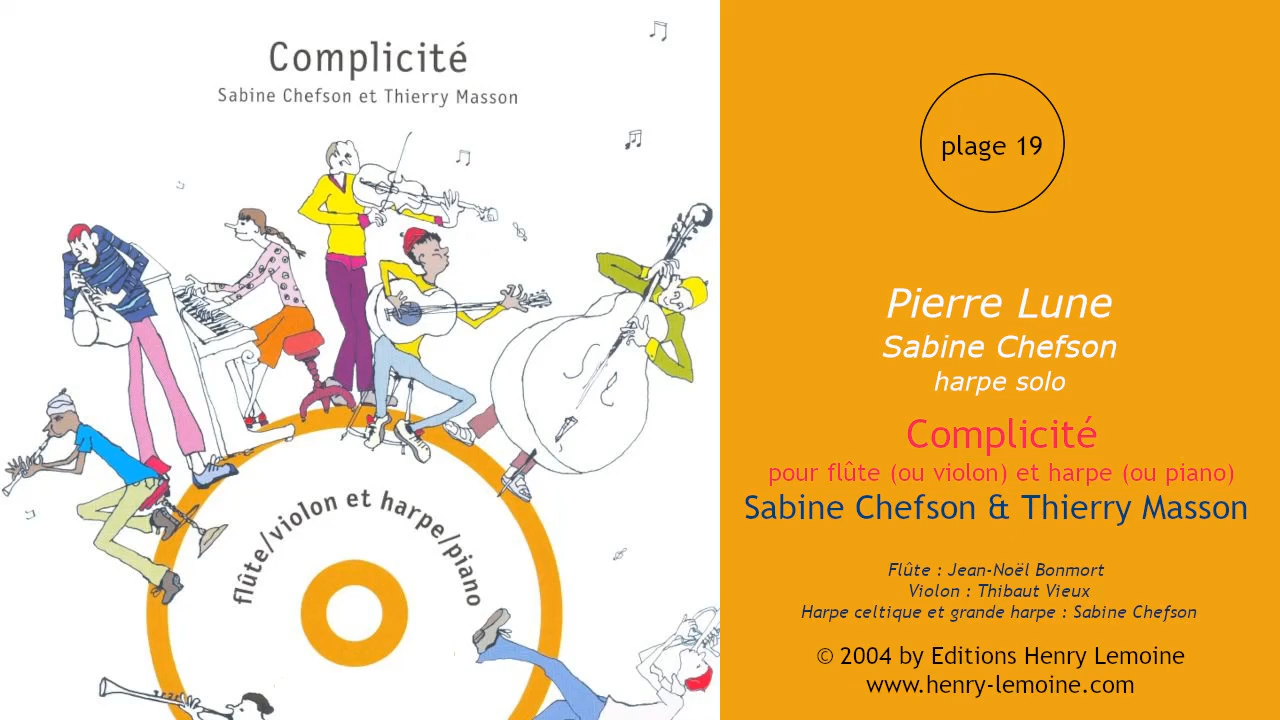 Complicité
Sabine Chefson et Thierry Masson
flûte/violon et harpe/piano
plage 19
Pierre Lune
Sabine Chefson
harpe solo
Complicité
pour flûte (ou violon) et harpe (ou piano)
Sabine Chefson & Thierry Masson
Flûte : Jean-Noël Bonmort
Violon : Thibaut Vieux
Harpe celtique et grande harpe : Sabine Chefson
© 2004 by Editions Henry Lemoine
www.henry-lemoine.com